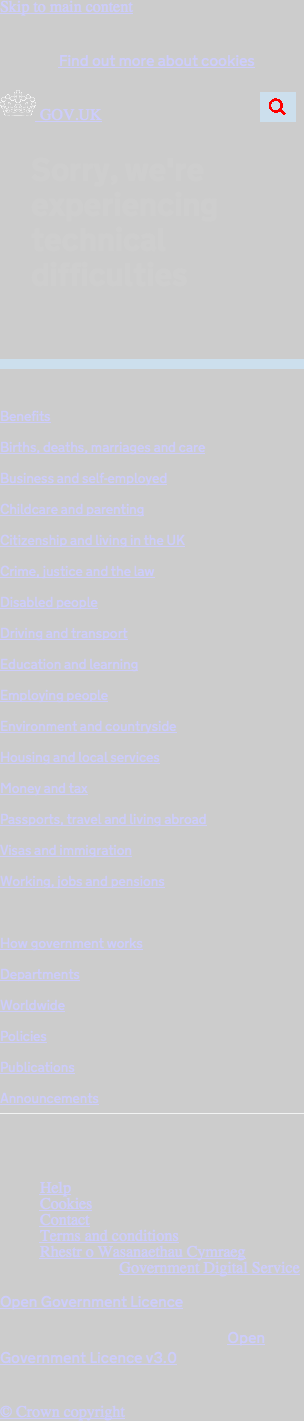 Skip to main content
Find out more about cookies
GOV.UK
Sorry, we're
experiencing
technical
difficulties
Benefits
Births, deaths, marriages and care
Business and self-employed
Childcare and parenting
Citizenship and living in the UK
Crime, justice and the law
Disabled people
Driving and transport
Education and learning
Employing people
Environment and countryside
Housing and local services
Money and tax
Passports, travel and living abroad
Visas and immigration
Working, jobs and pensions
How government works
Departments
Worldwide
Policies
Publications
Announcements
Help
Cookies
Contact
Terms and conditions
Rhestr o Wasanaethau Cymraeg
Government Digital Service
Open Government Licence
Open
Government Licence v3.0
© Crown copyright